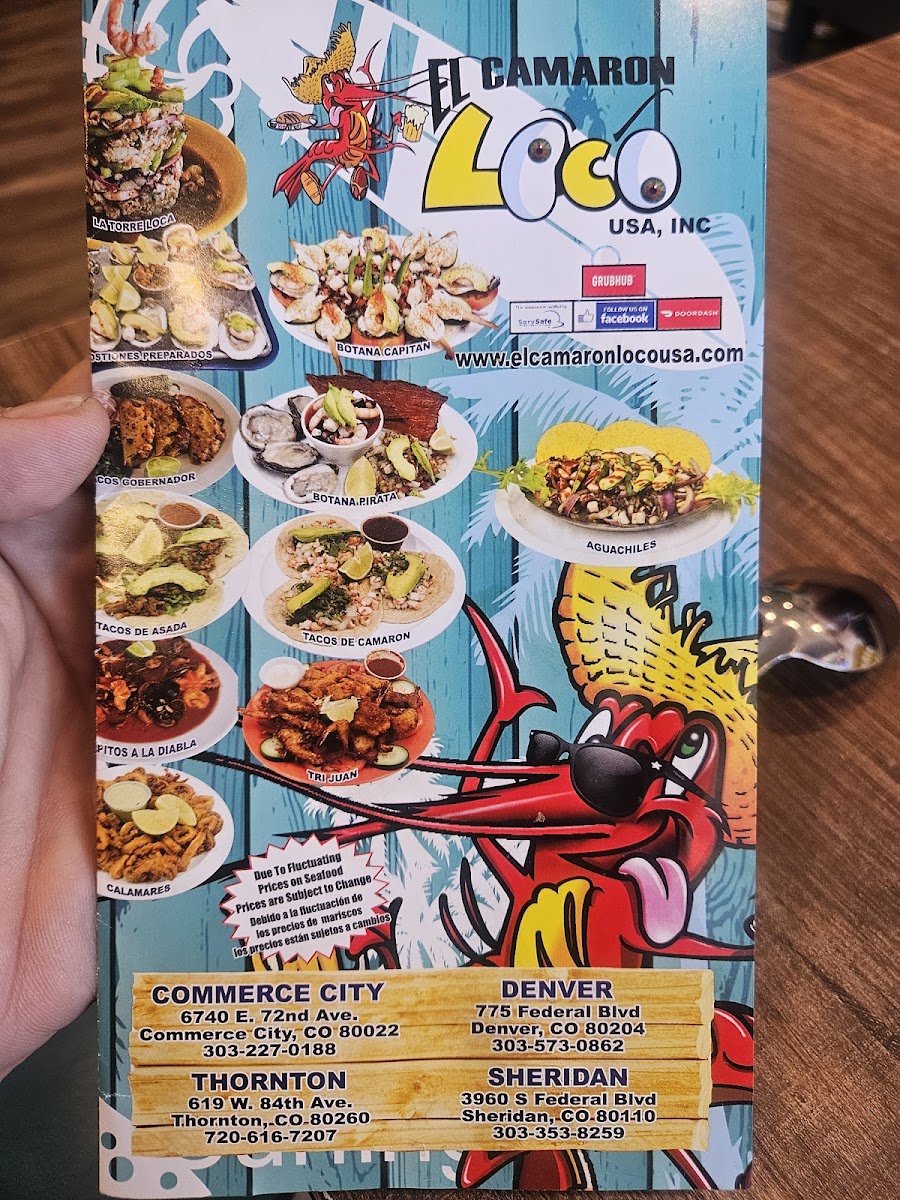 EL CAMARON
LOCO
USA, INC
LA TORRE LOCA
GRUBHUB
ServSafe
FOLLOW US ON
facebook
DOORDASH
www.elcamaronlocousa.com
OSTIONES PREPARADOS
BOTANA CAPITAN
COS GOBERNADOR
BOTANA PIRATA
AGUACHILES
TACOS DE ASADA
TACOS DE CAMARON
PITOS A LA DIABLA
TRI JUAN
CALAMARES
Due To Fluctuating
Prices on Seafood
Prices are Subject to Change
Debido a la fluctuación de
los precios de mariscos
los precios están sujetos a cambios
COMMERCE CITY
6740 E. 72nd Ave.
Commerce City, CO 80022
303-227-0188
DENVER
775 Federal Blvd
Denver, CO 80204
303-573-0862
THORNTON
619 W. 84th Ave.
Thornton, CO 80260
720-616-7207
SHERIDAN
3960 S Federal Blvd
Sheridan, CO 80110
303-353-8259